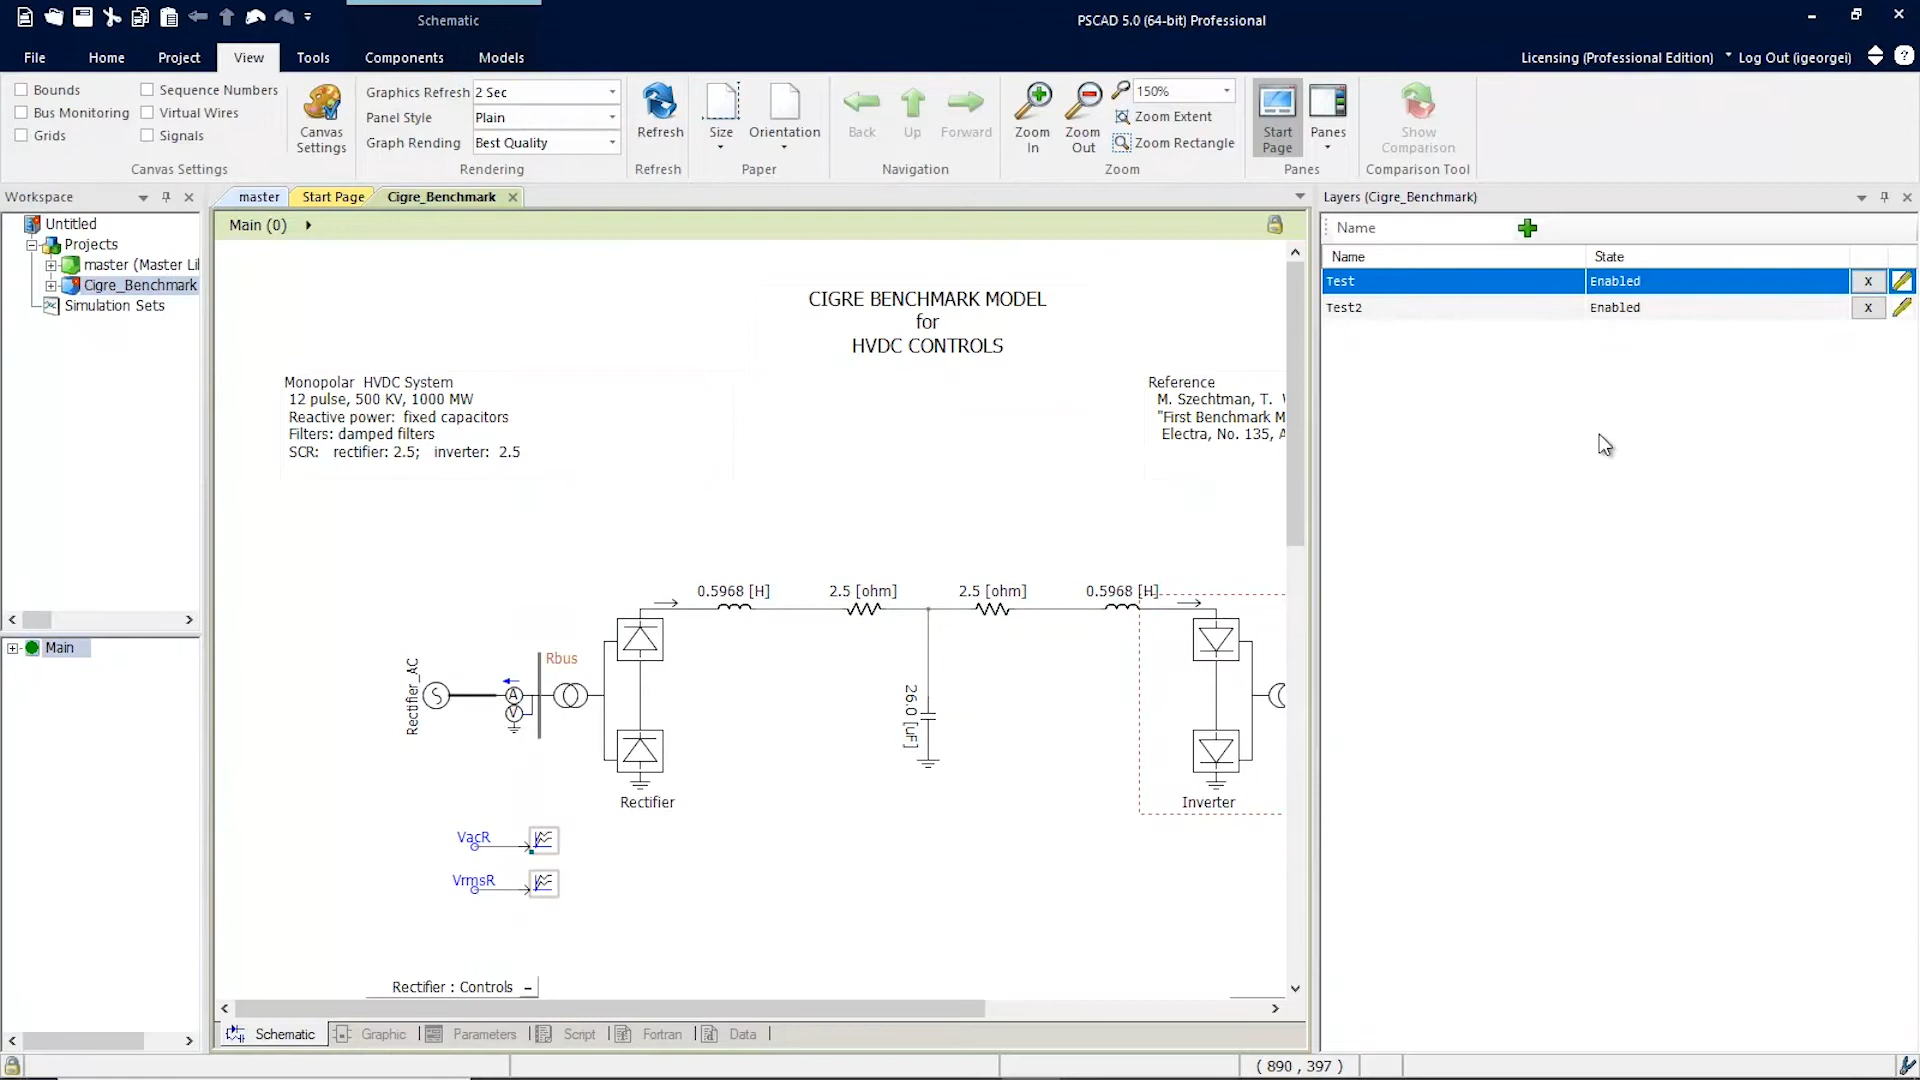 Schematic
PSCAD 5.0 (64-bit) Professional
File Home Project View Tools Components Models
Licensing (Professional Edition) Log Out (igeorgei)
Bounds
Bus Monitoring
Grids
Sequence Numbers
Virtual Wires
Signals
Canvas Settings
Canvas Settings
Graphics Refresh 2 Sec
Panel Style Plain
Graph Rendering Best Quality
Rendering
Refresh
Refresh
Size Orientation
Paper
Back Up Forward
Navigation
Zoom In
Zoom Out
150%
Zoom Extent
Zoom Rectangle
Zoom
Start Page
Panes
Panes
Show Comparison
Comparison Tool
Workspace
Untitled
Projects
master (Master Li
Cigre_Benchmark
Simulation Sets
Main
master Start Page Cigre_Benchmark
Main (0)
CIGRE BENCHMARK MODEL
for
HVDC CONTROLS
Monopolar HVDC System
12 pulse, 500 KV, 1000 MW
Reactive power: fixed capacitors
Filters: damped filters
SCR: rectifier: 2.5; inverter: 2.5
Reference
M. Szechtman, T.
"First Benchmark M
Electra, No. 135, A
0.5968 [H] 2.5 [ohm] 2.5 [ohm] 0.5968 [H]
Rectifier_AC
S
A
V
Rbus
26.0 [uF]
Rectifier
Inverter
VacR
VrmsR
Rectifier : Controls
Schematic Graphic Parameters Script Fortran Data
Layers (Cigre_Benchmark)
Name
Name State
Test Enabled x
Test2 Enabled x
( 890 , 397 )